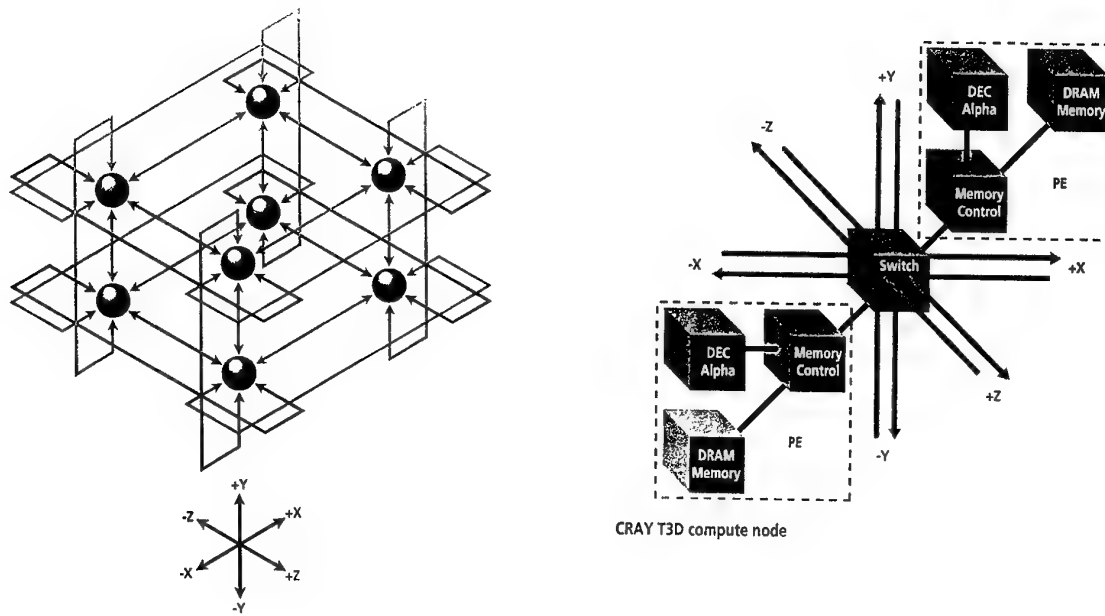 +Y
-Z
+X
-X
+Z
-Y
+Y
DEC
Alpha
DRAM
Memory
-Z
Memory
Control
PE
-X
Switch
+X
DEC
Alpha
Memory
Control
+Z
DRAM
Memory
PE
-Y
CRAY T3D compute node